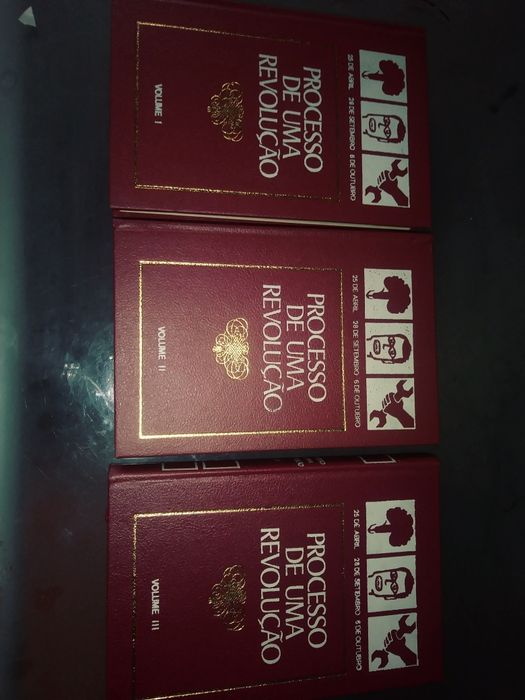 25 DE ABRIL 28 DE SETEMBRO 6 DE OUTUBRO
PROCESSO
DE UMA
REVOLUÇÃO
VOLUME I
25 DE ABRIL 28 DE SETEMBRO 6 DE OUTUBRO
PROCESSO
DE UMA
REVOLUÇÃO
VOLUME II
25 DE ABRIL 28 DE SETEMBRO 6 DE OUTUBRO
PROCESSO
DE UMA
REVOLUÇÃO
VOLUME III